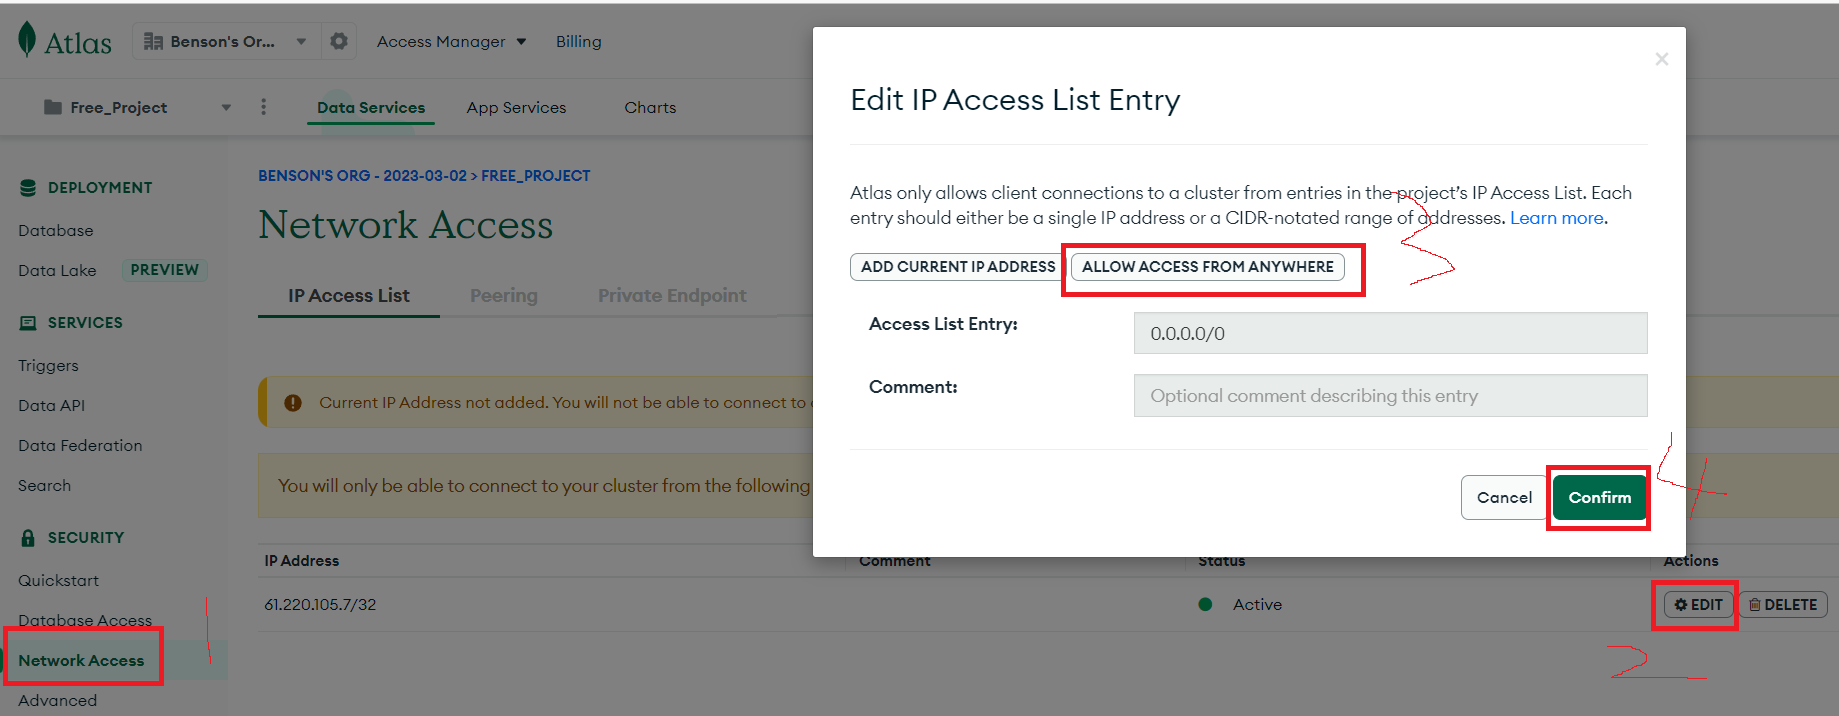 Atlas
Benson's Or...
Access Manager
Billing
Free_Project
Data Services
App Services
Charts
DEPLOYMENT
Database
Data Lake PREVIEW
SERVICES
Triggers
Data API
Data Federation
Search
SECURITY
Quickstart
Database Access
Network Access
Advanced
1
BENSON'S ORG - 2023-03-02 > FREE_PROJECT
Network Access
IP Access List
Peering
Private Endpoint
Current IP Address not added. You will not be able to connect to
You will only be able to connect to your cluster from the following
IP Address
Comment
Status
Actions
61.220.105.7/32
Active
EDIT
DELETE
2
×
Edit IP Access List Entry
Atlas only allows client connections to a cluster from entries in the project's IP Access List. Each
entry should either be a single IP address or a CIDR-notated range of addresses. Learn more.
ADD CURRENT IP ADDRESS
ALLOW ACCESS FROM ANYWHERE
3
Access List Entry:
0.0.0.0/0
Comment:
Optional comment describing this entry
Cancel
Confirm
4